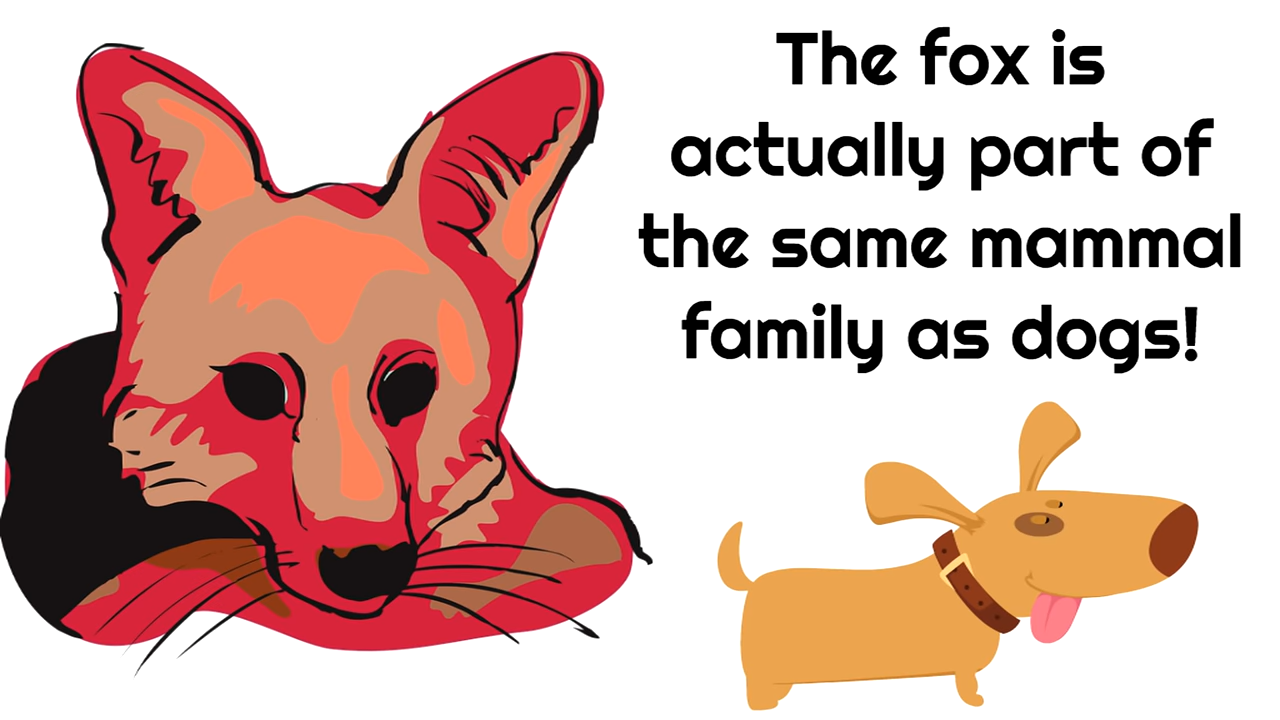 The fox is
actually part of
the same mammal
family as dogs!